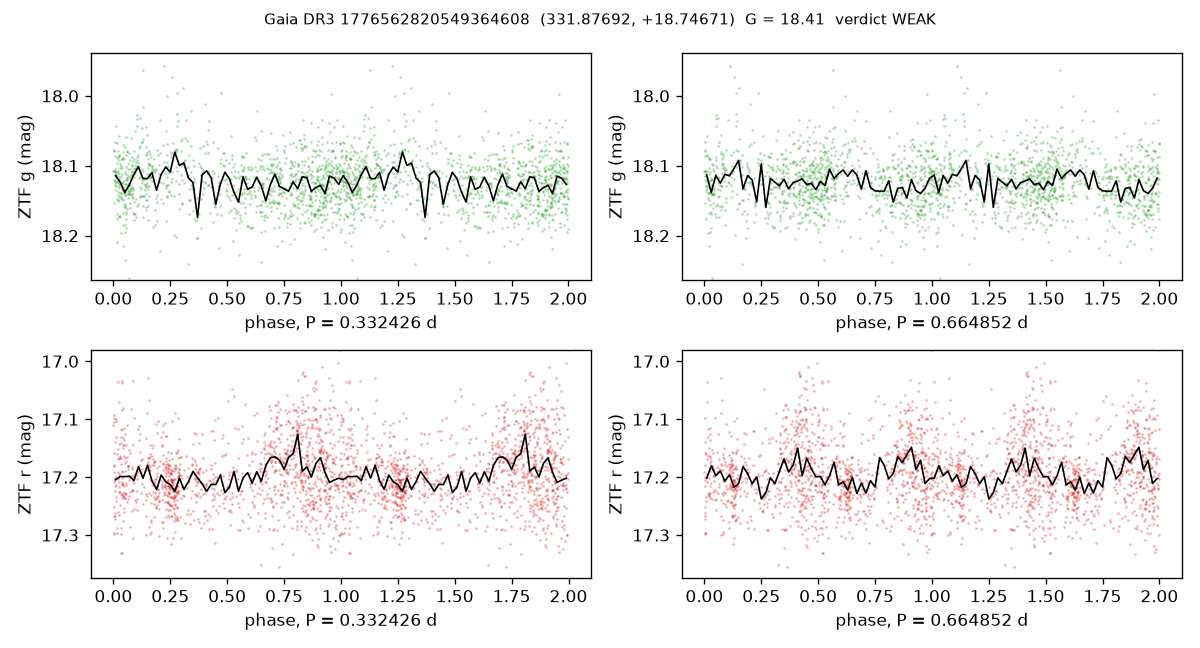 Gaia DR3 1776562820549364608  (331.87692, +18.74671)  G = 18.41  verdict WEAK
ZTF g (mag)
18.0
18.1
18.2
0.00 0.25 0.50 0.75 1.00 1.25 1.50 1.75 2.00
phase, P = 0.332426 d
ZTF g (mag)
18.0
18.1
18.2
0.00 0.25 0.50 0.75 1.00 1.25 1.50 1.75 2.00
phase, P = 0.664852 d
ZTF r (mag)
17.0
17.1
17.2
17.3
0.00 0.25 0.50 0.75 1.00 1.25 1.50 1.75 2.00
phase, P = 0.332426 d
ZTF r (mag)
17.0
17.1
17.2
17.3
0.00 0.25 0.50 0.75 1.00 1.25 1.50 1.75 2.00
phase, P = 0.664852 d